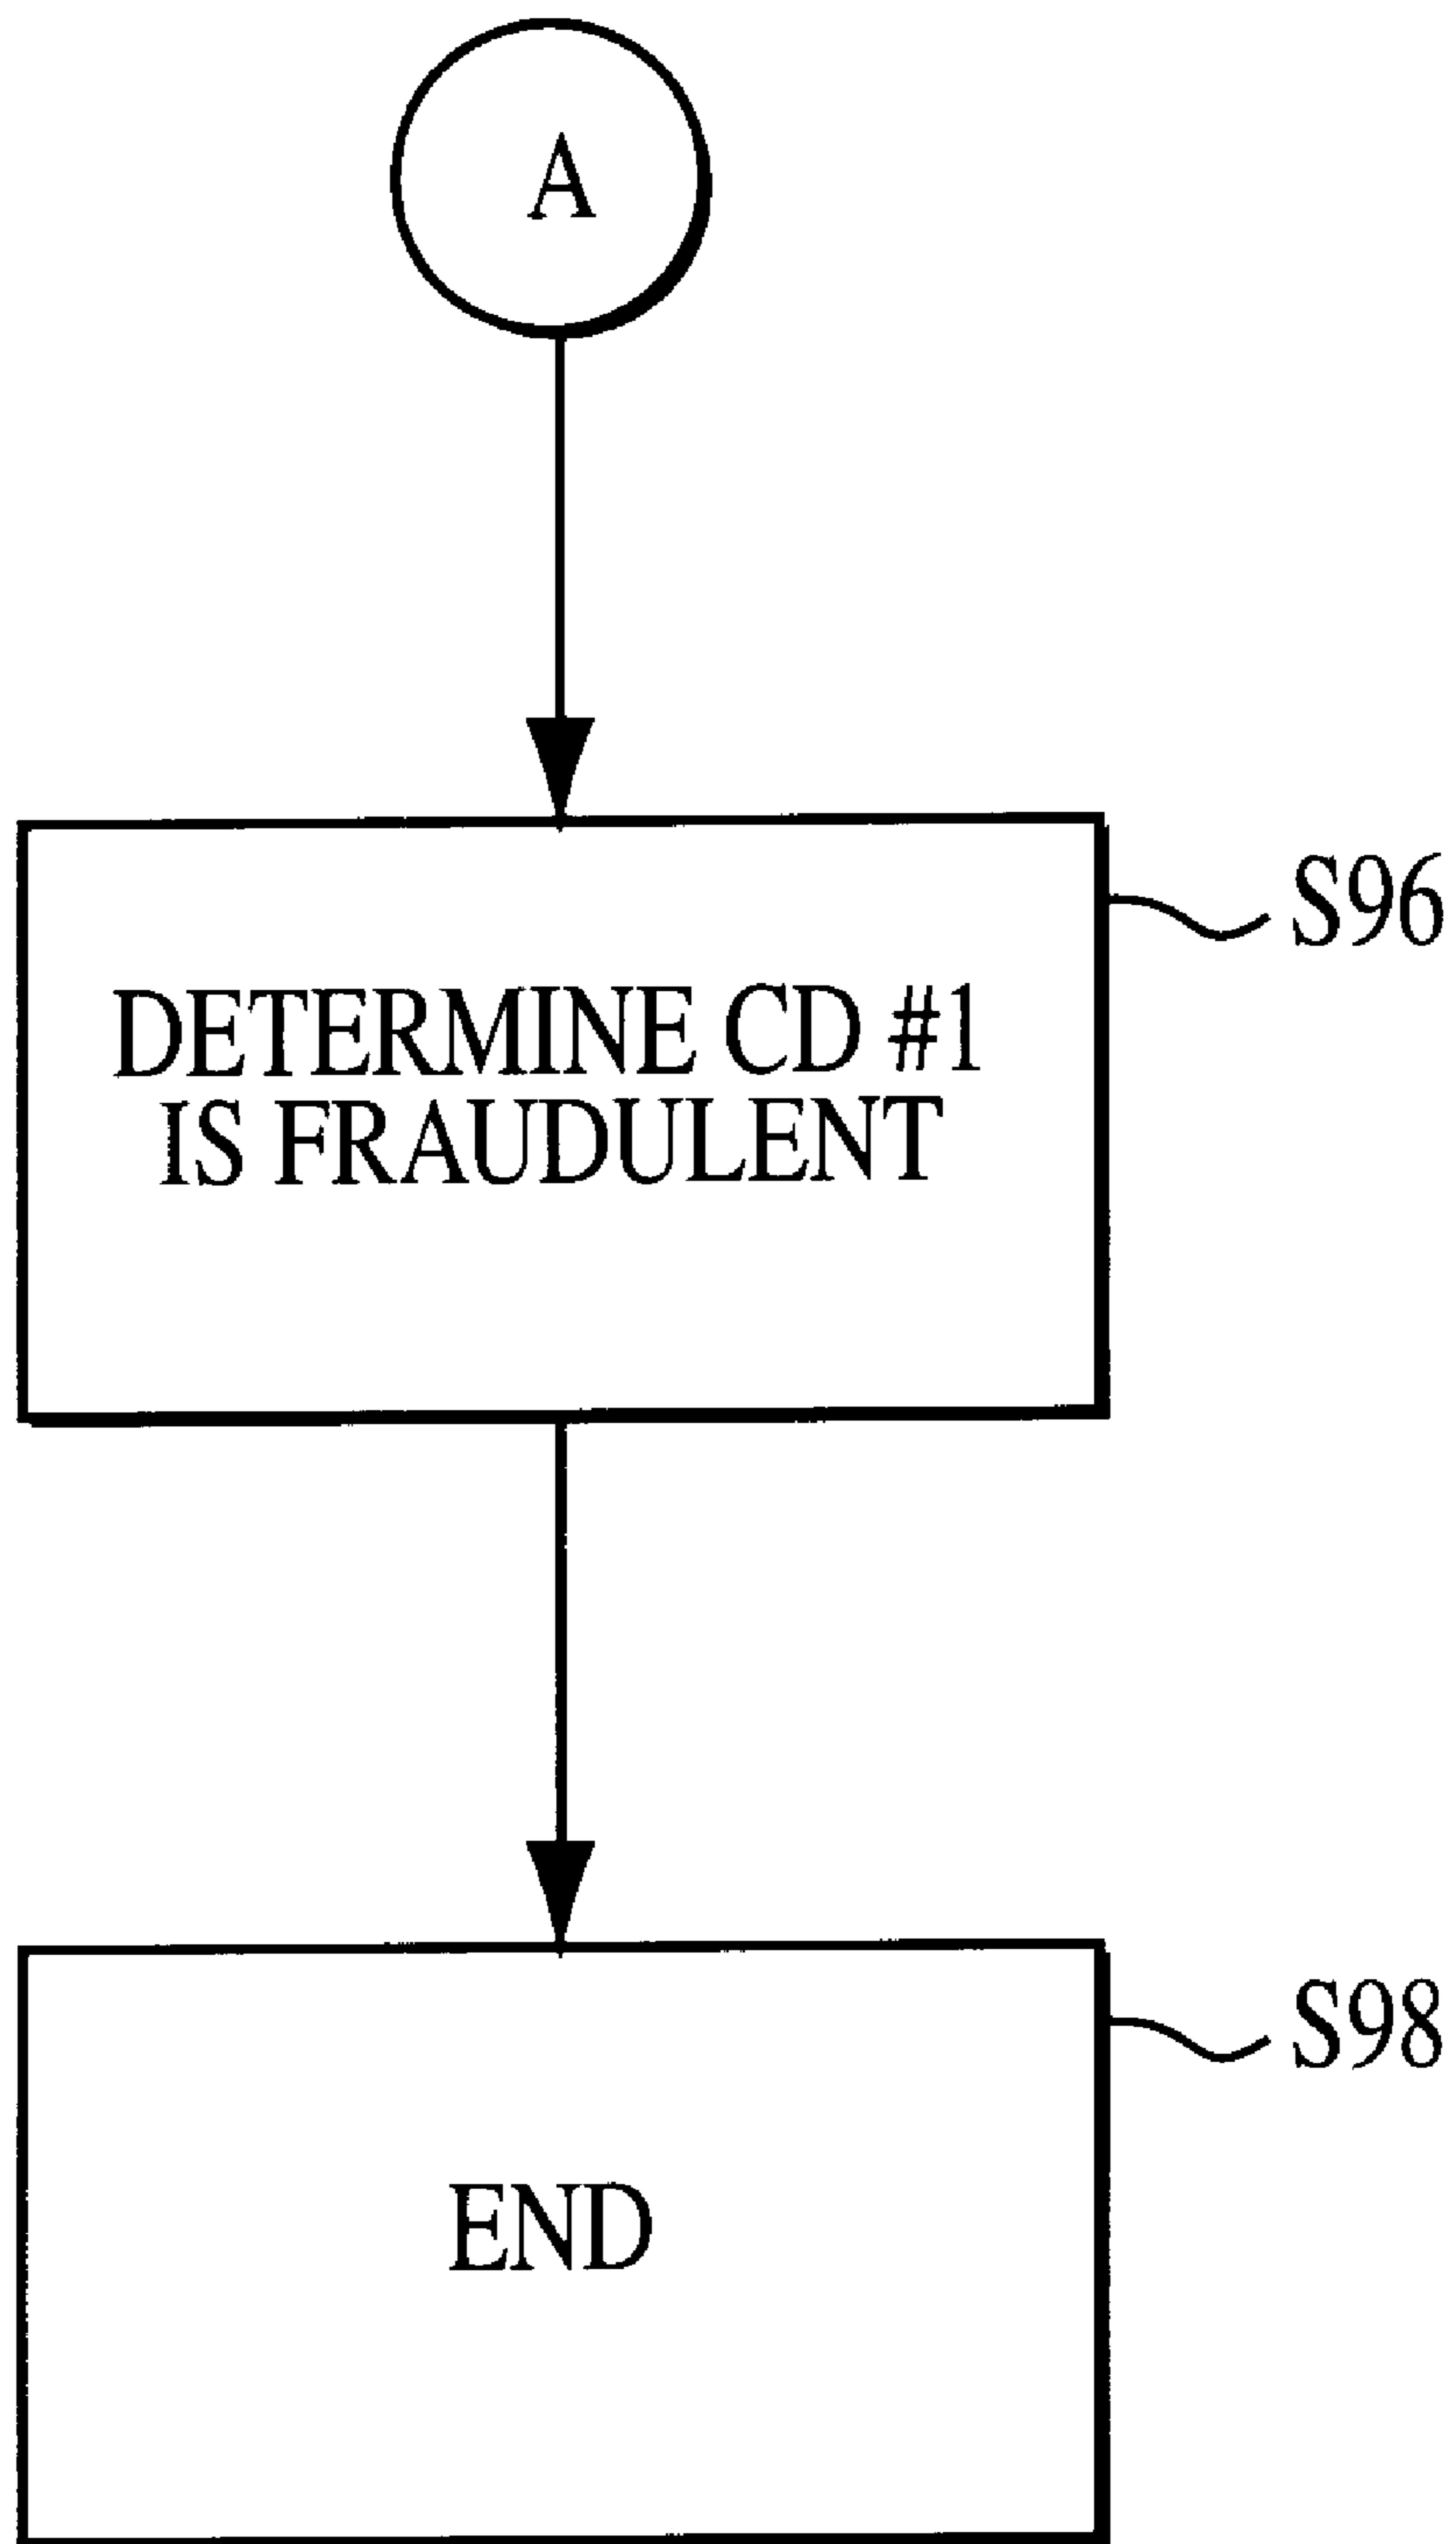 A
S96
DETERMINE CD #1
IS FRAUDULENT
S98
END